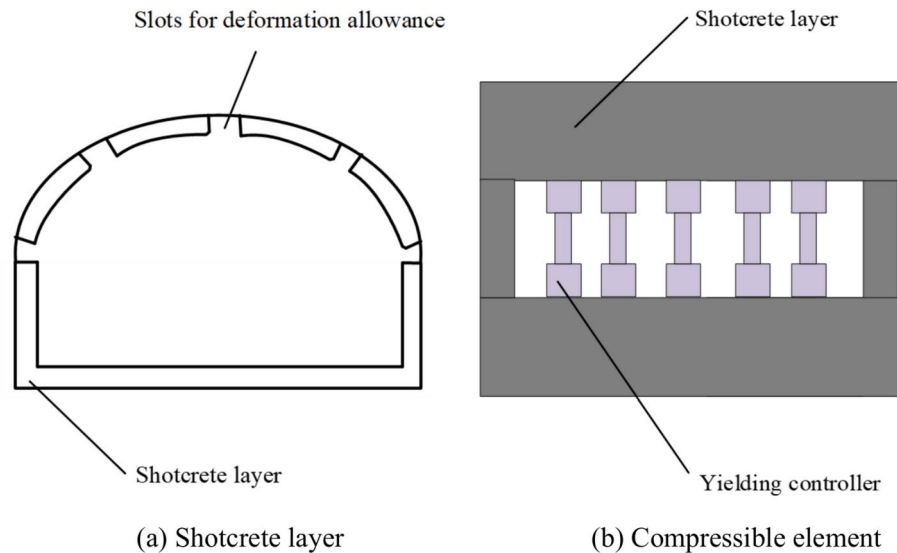 Slots for deformation allowance
Shotcrete layer
Shotcrete layer
Yielding controller
(a) Shotcrete layer
(b) Compressible element